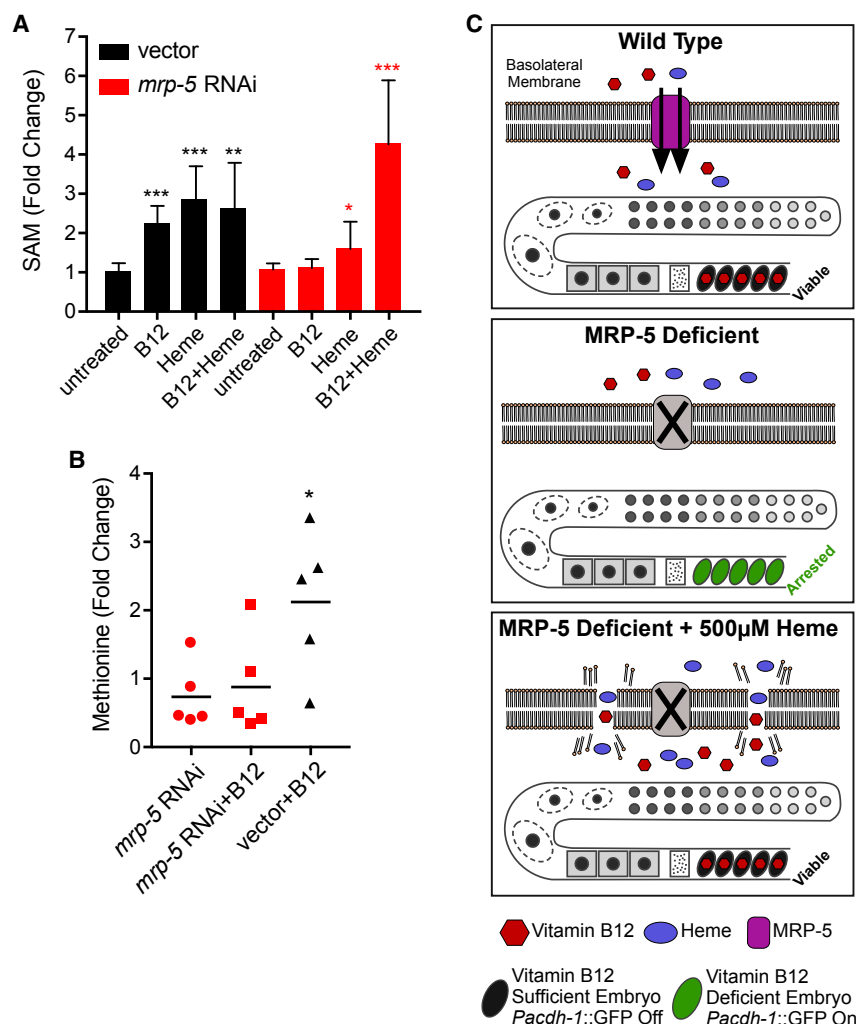 A
7
6
5
4
3
2
1
0
SAM (Fold Change)
vector
mrp-5 RNAi
***
***
**
*
***
untreated
B12
Heme
B12+Heme
untreated
B12
Heme
B12+Heme
B
4
3
2
1
0
Methionine (Fold Change)
*
mrp-5 RNAi
mrp-5 RNAi+B12
vector+B12
C
Wild Type
Basolateral
Membrane
Viable
MRP-5 Deficient
Arrested
MRP-5 Deficient + 500µM Heme
Viable
Vitamin B12
Heme
MRP-5
Vitamin B12
Sufficient Embryo
Pacdh-1::GFP Off
Vitamin B12
Deficient Embryo
Pacdh-1::GFP On